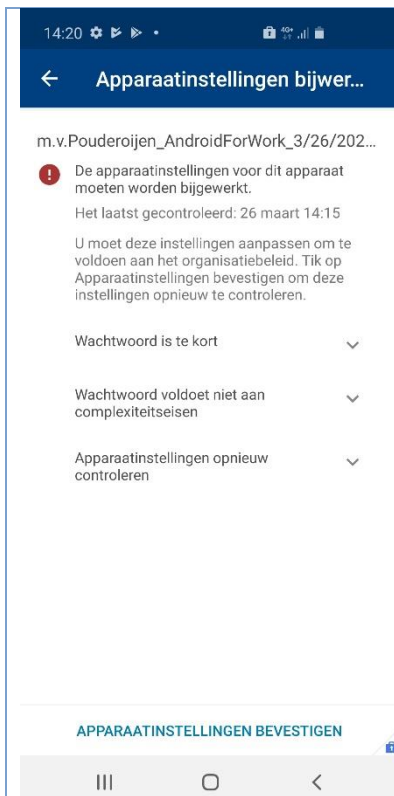 14:20
4G+
Apparaatinstellingen bijwer...
m.v.Pouderoijen_AndroidForWork_3/26/202...
De apparaatinstellingen voor dit apparaat
moeten worden bijgewerkt.
Het laatst gecontroleerd: 26 maart 14:15
U moet deze instellingen aanpassen om te
voldoen aan het organisatiebeleid. Tik op
Apparaatinstellingen bevestigen om deze
instellingen opnieuw te controleren.
Wachtwoord is te kort
Wachtwoord voldoet niet aan
complexiteitseisen
Apparaatinstellingen opnieuw
controleren
APPARAATINSTELLINGEN BEVESTIGEN